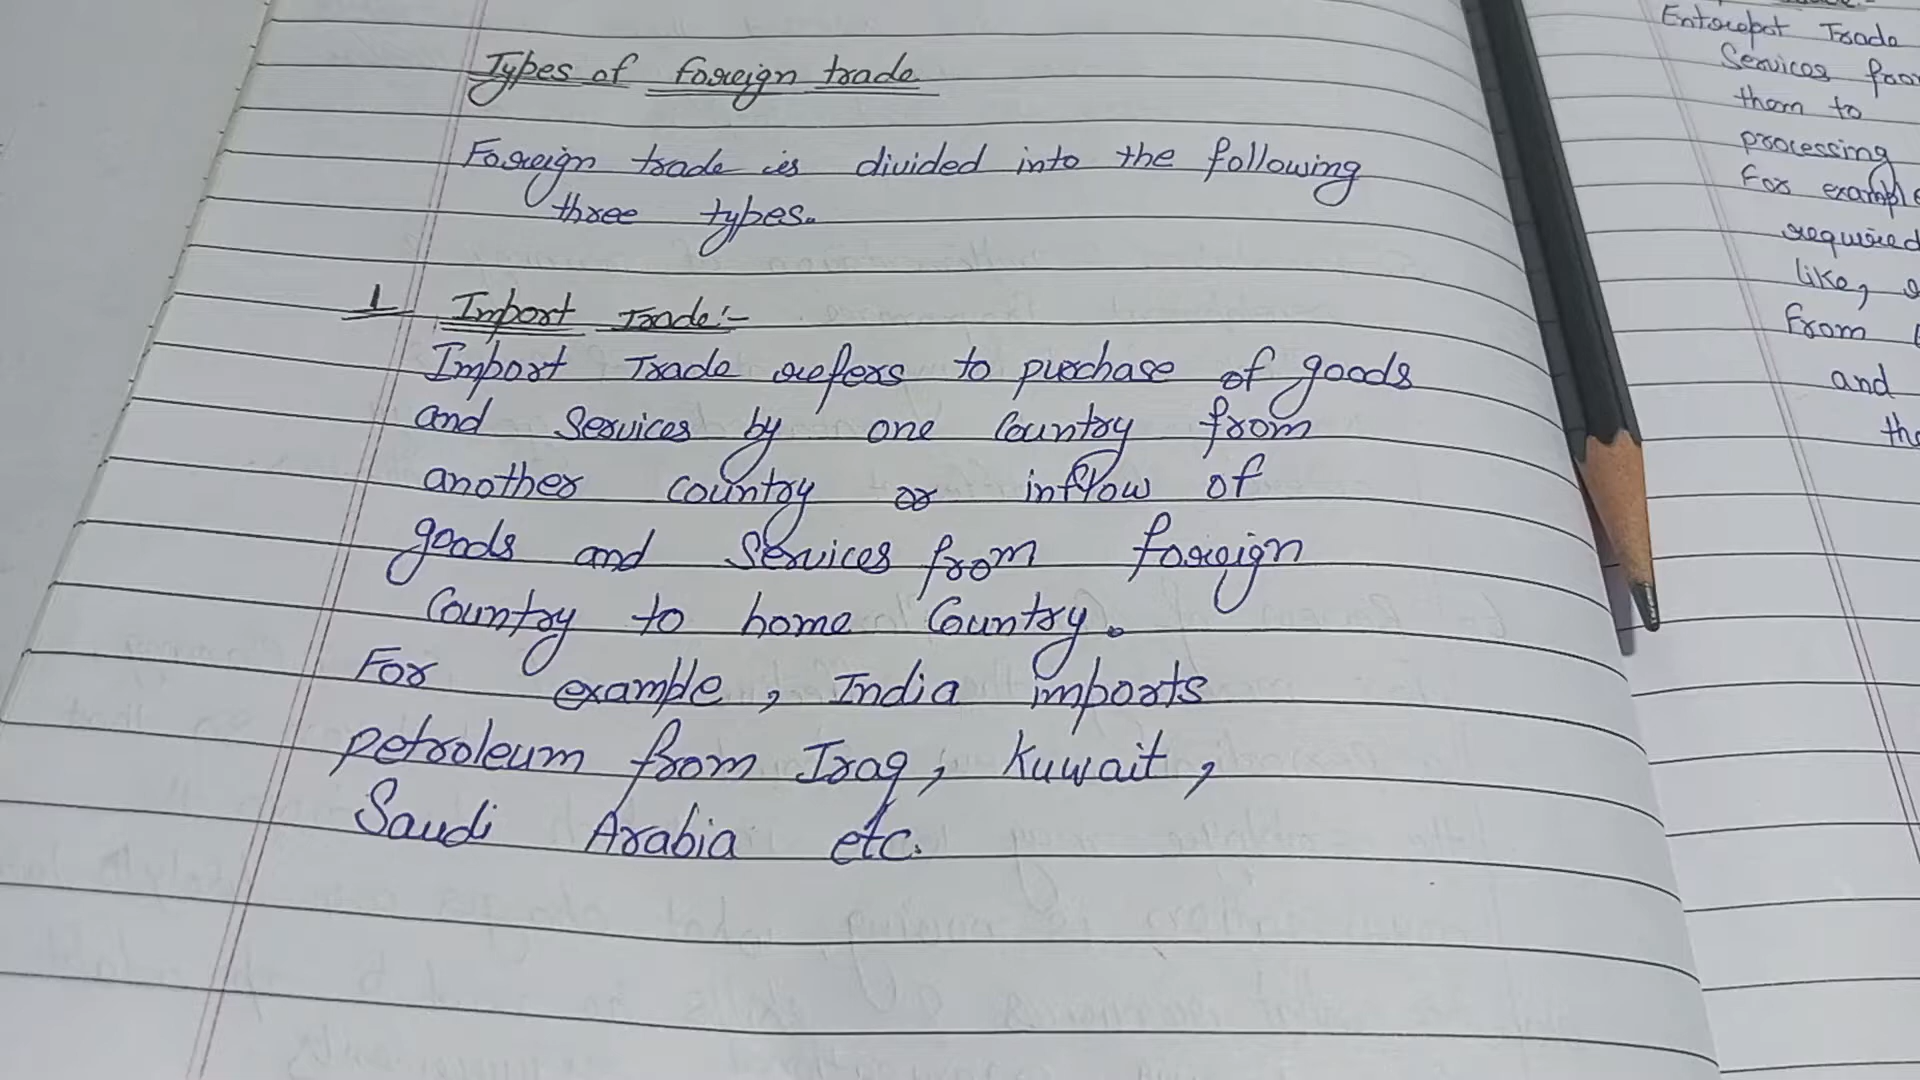 Types of foreign trade
Foreign trade is divided into the following
three types.
1 Import Trade:-
Import Trade refers to purchase of goods
and Services by one Country from
another country or inflow of
goods and Services from foreign
Country to home Country.
For example, India imports
petroleum from Iraq, Kuwait,
Saudi Arabia etc.
Entrepot Trade
Services from
them to
processing
For example
required
like,
from
and